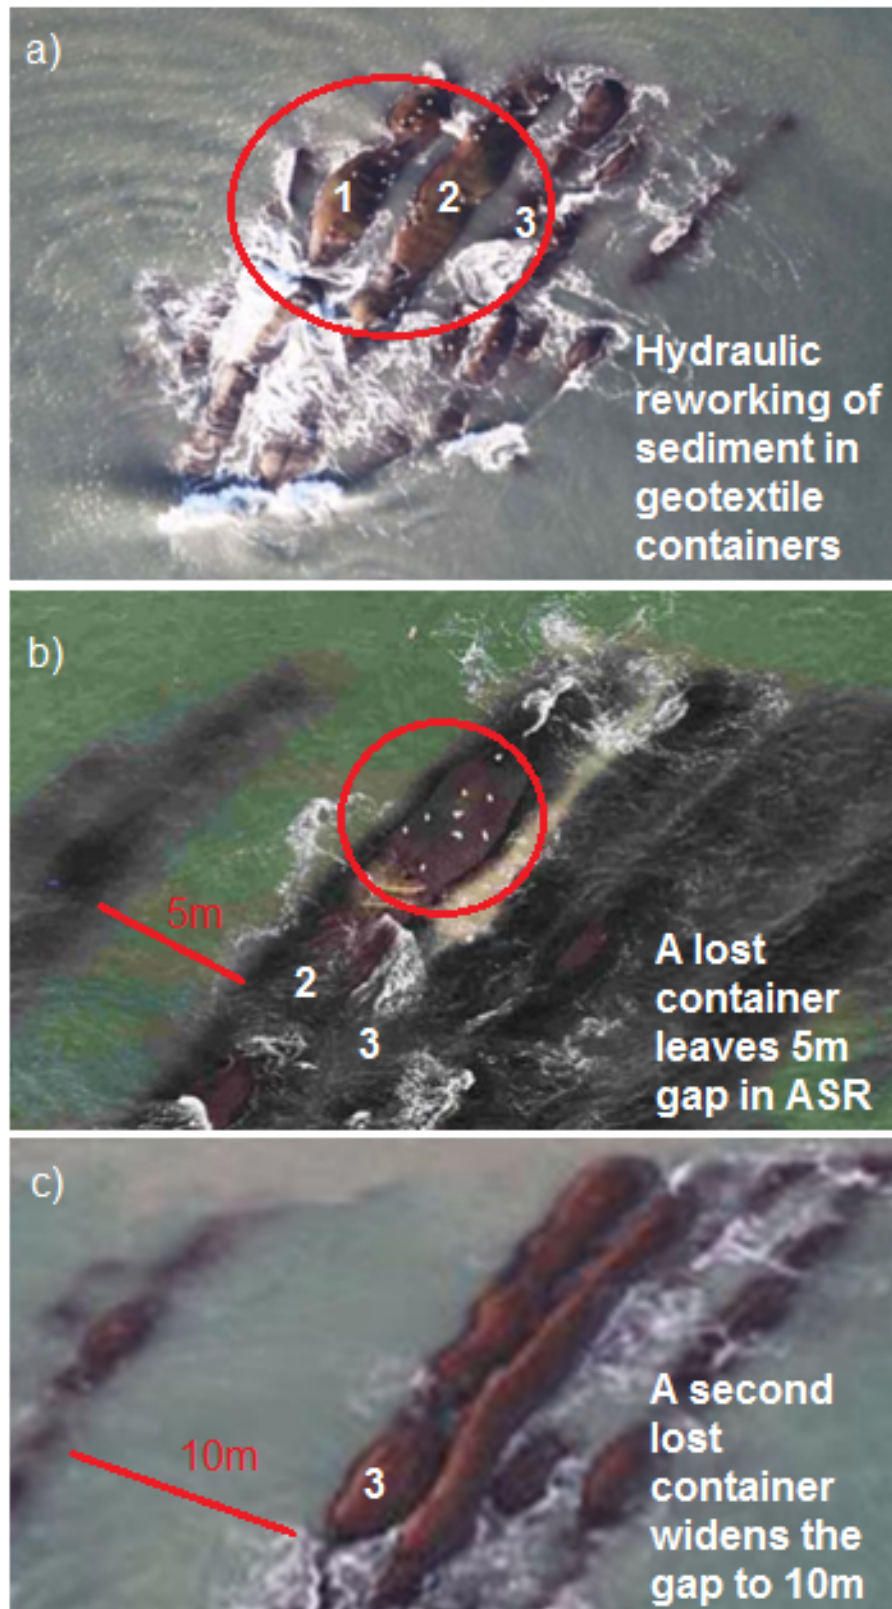 a)
1
2
3
Hydraulic
reworking of
sediment in
geotextile
containers
b)
5m
2
3
A lost
container
leaves 5m
gap in ASR
c)
10m
3
A second
lost
container
widens the
gap to 10m